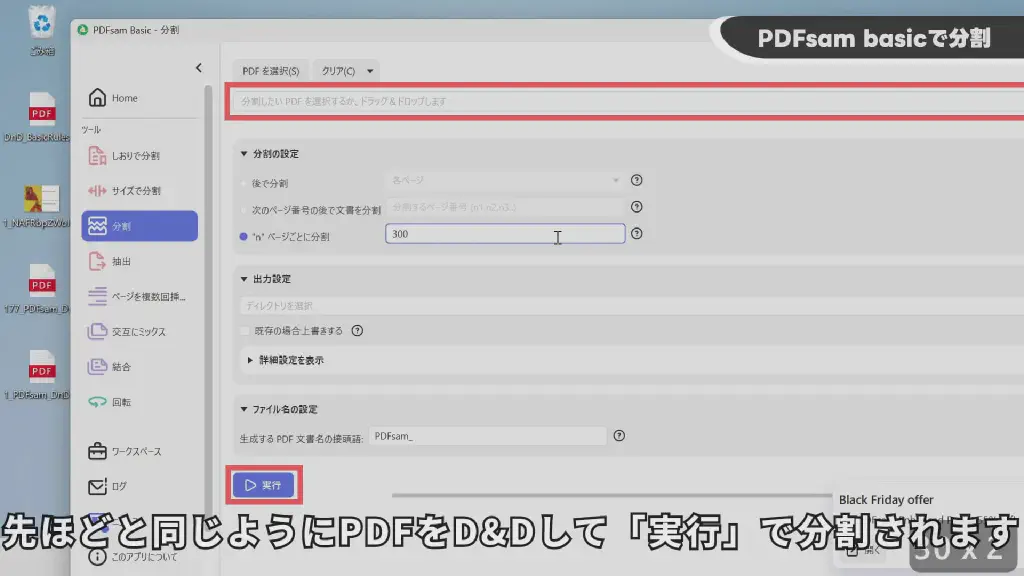 PDFsam Basic - 分割
PDFsam basicで分割
ごみ箱
PDF を選択(S)
クリア(C)
Home
分割したい PDF を選択するか、ドラッグ＆ドロップします
DnD_BasicRules
ツール
しおりで分割
サイズで分割
分割
抽出
ページを複数回挿...
交互にミックス
結合
回転
ワークスペース
ログ
このアプリについて
177_PDFsam_D
1_PDFsam_DnD
分割の設定
後で分割
各ページ
次のページ番号の後で文書を分割
分割するページ番号 (n1,n2,n3..)
"n" ページごとに分割
300
出力設定
ディレクトリを選択
既存の場合上書きする
詳細設定を表示
ファイル名の設定
生成する PDF 文書名の接頭語:
PDFsam_
実行
Black Friday offer
開く
30 x 2
先ほどと同じようにPDFをD&Dして「実行」で分割されます